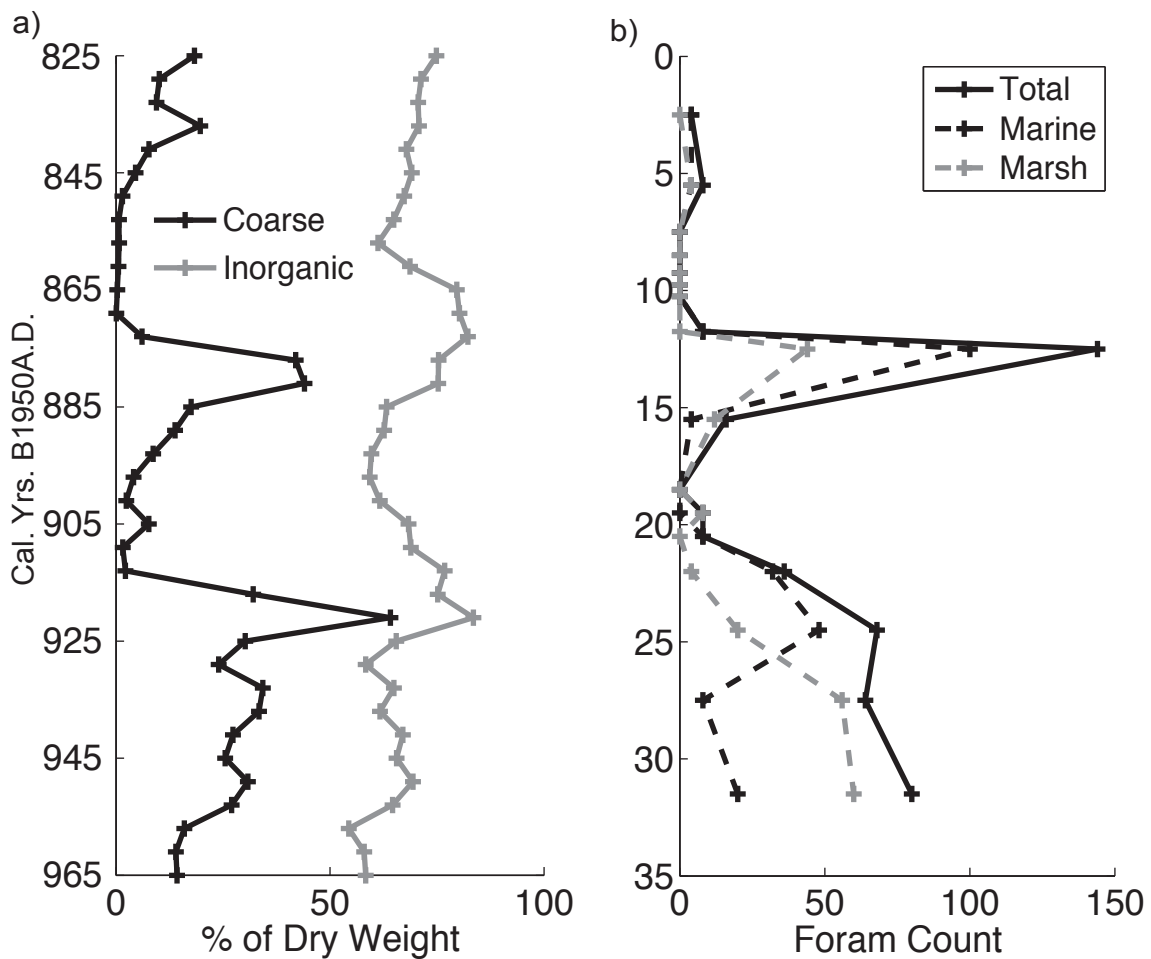 a)
825
845
865
885
905
925
945
965
Cal. Yrs. B1950A.D.
Coarse
Inorganic
0
50
100
% of Dry Weight
b)
0
5
10
15
20
25
30
35
Total
Marine
Marsh
0
50
100
150
Foram Count